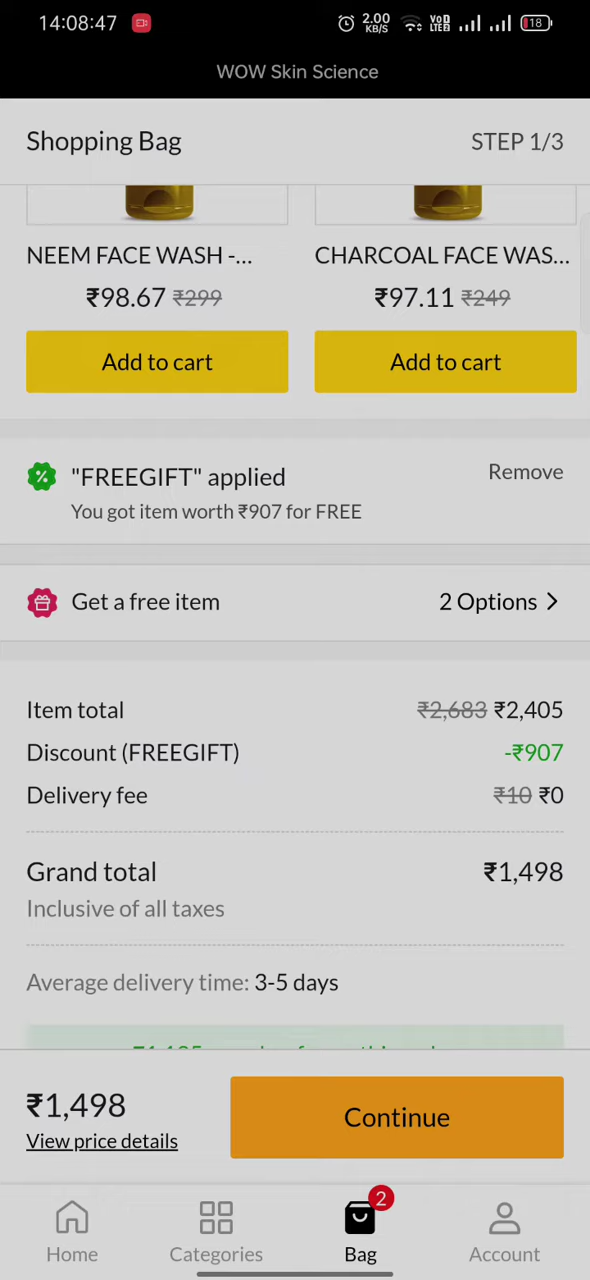 14:08:47 2.00 KB/S VoD LTE2 18
WOW Skin Science
Shopping Bag STEP 1/3
NEEM FACE WASH -... CHARCOAL FACE WAS...
₹98.67 ₹299 ₹97.11 ₹249
Add to cart Add to cart
"FREEGIFT" applied Remove
You got item worth ₹907 for FREE
Get a free item 2 Options
Item total ₹2,683 ₹2,405
Discount (FREEGIFT) -₹907
Delivery fee ₹10 ₹0
Grand total ₹1,498
Inclusive of all taxes
Average delivery time: 3-5 days
₹1,498 Continue
View price details
2
Home Categories Bag Account